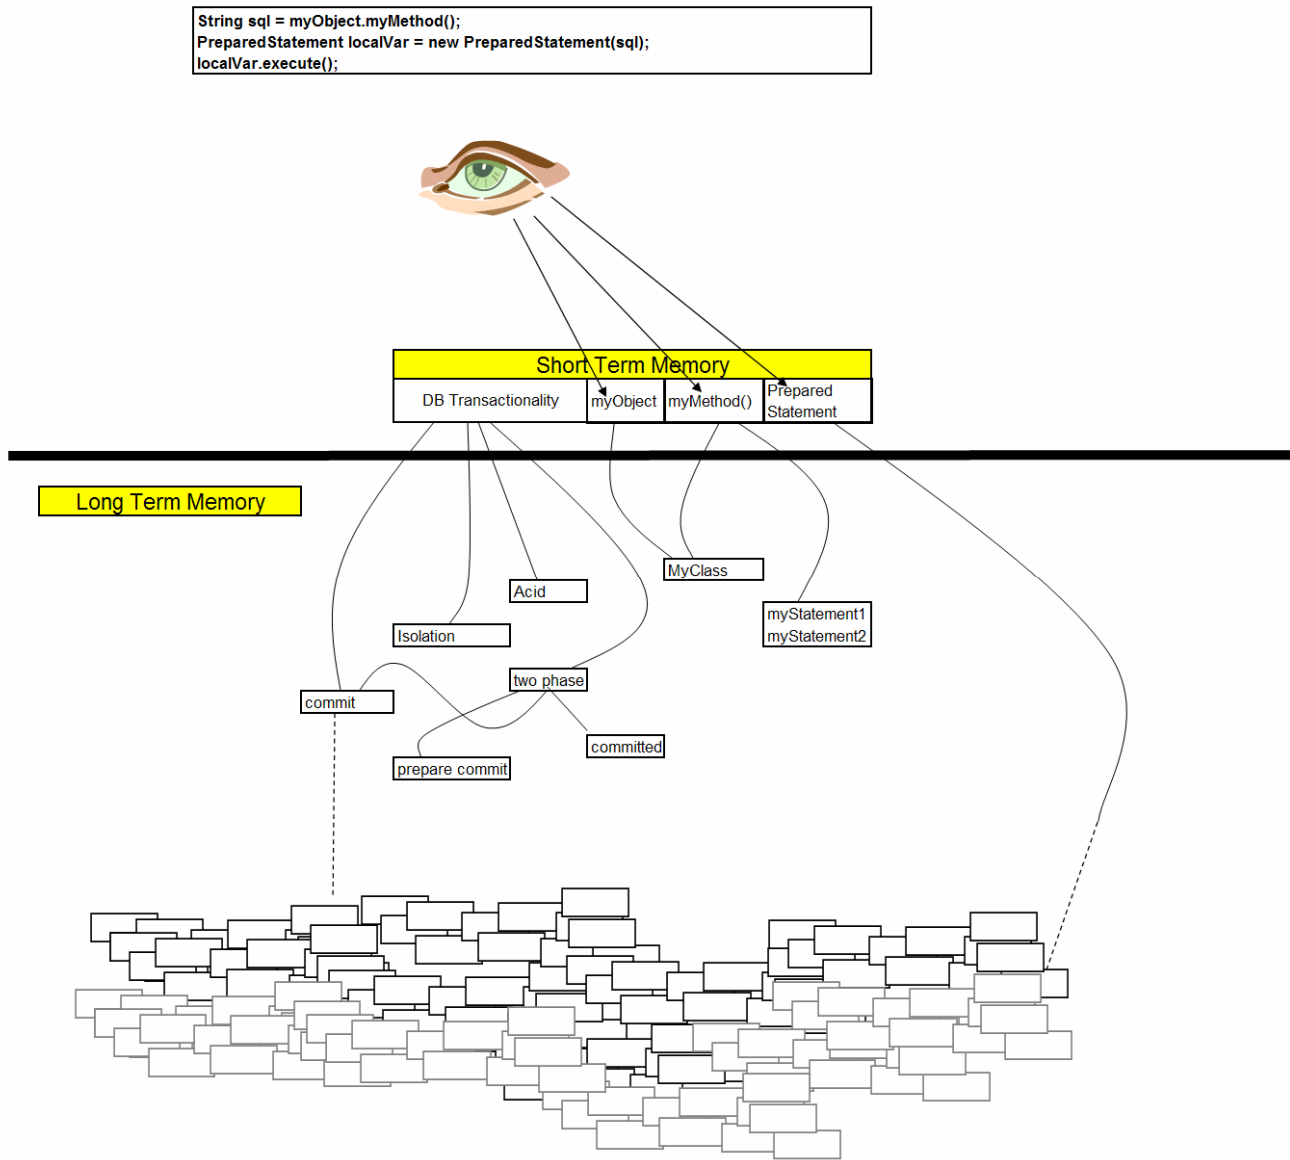 String sql = myObject.myMethod();
PreparedStatement localVar = new PreparedStatement(sql);
localVar.execute();
Short Term Memory
DB Transactionality
myObject
myMethod()
Prepared
Statement
Long Term Memory
MyClass
Acid
myStatement1
myStatement2
Isolation
two phase
commit
committed
prepare commit